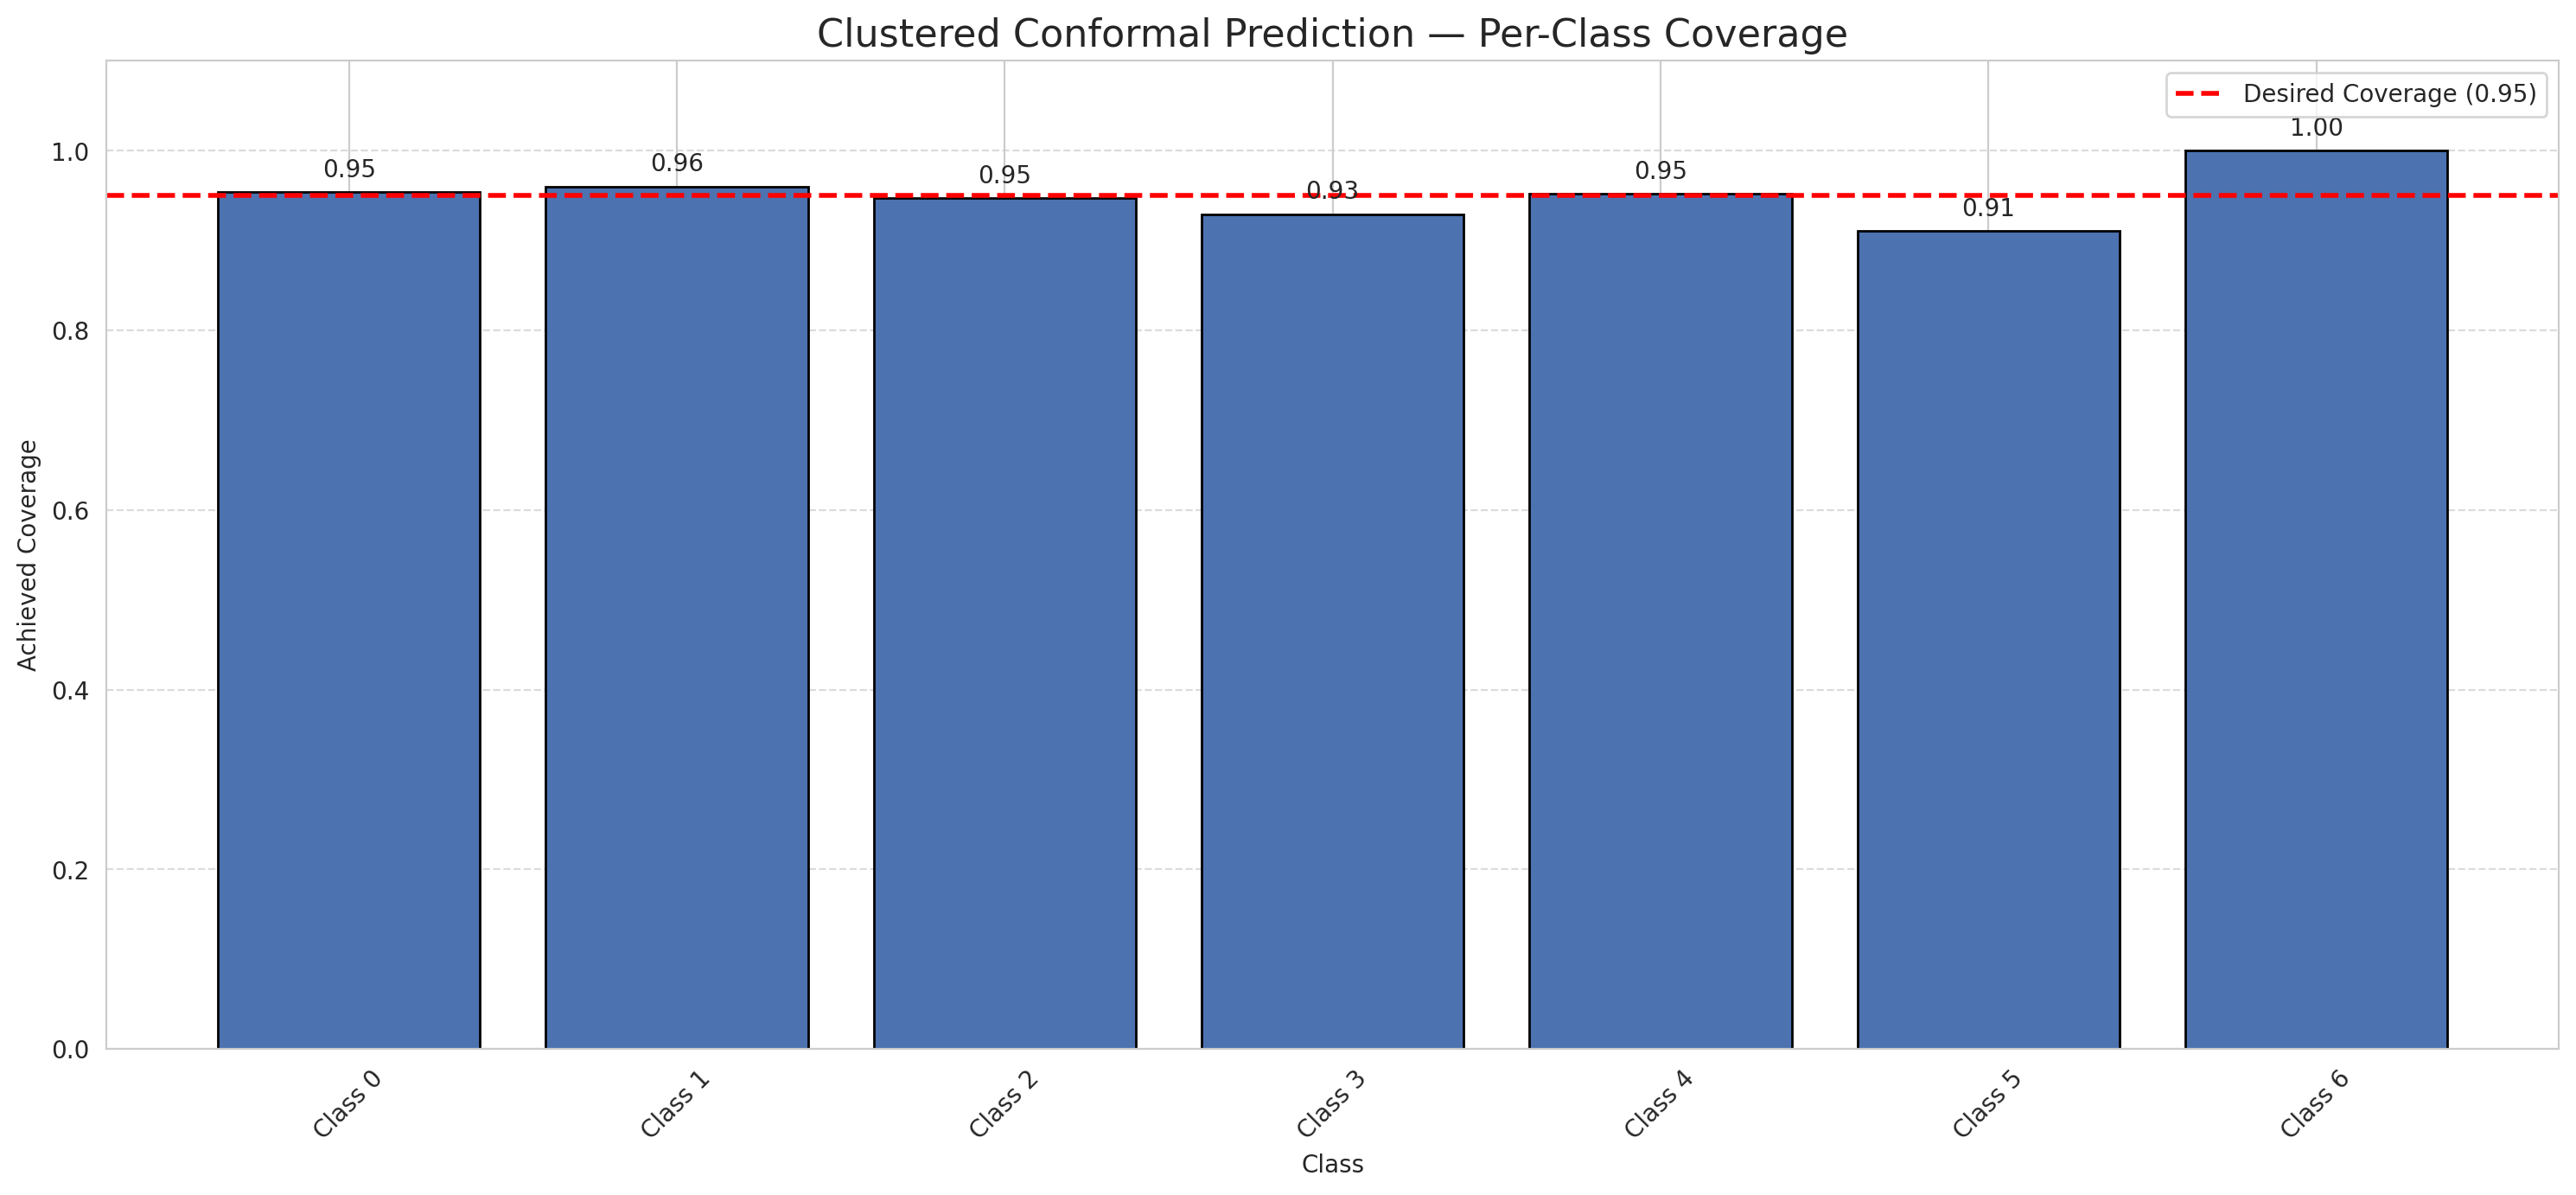 Clustered Conformal Prediction — Per-Class Coverage
Desired Coverage (0.95)
1.00
0.95
0.96
0.95
0.93
0.95
0.91
1.0
0.8
0.6
0.4
0.2
0.0
Achieved Coverage
Class 0
Class 1
Class 2
Class 3
Class 4
Class 5
Class 6
Class